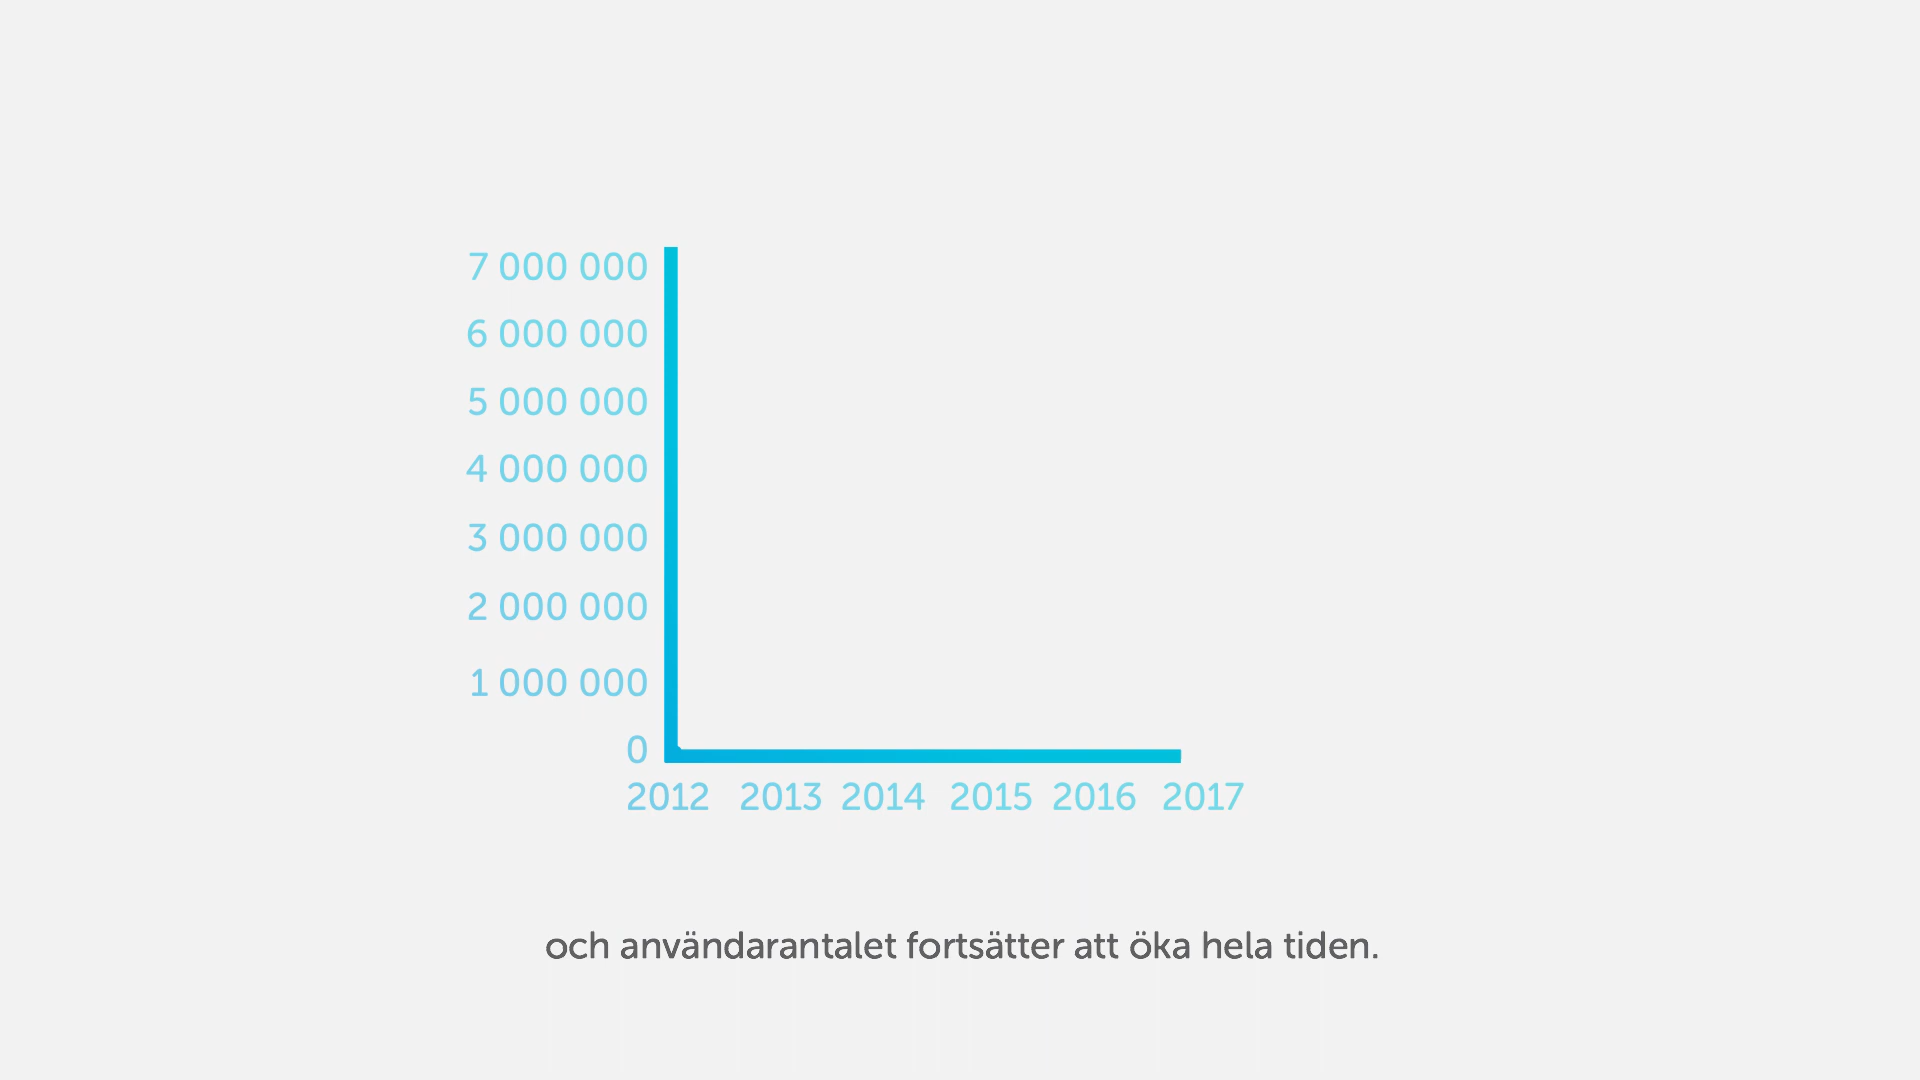 7 000 000
6 000 000
5 000 000
4 000 000
3 000 000
2 000 000
1 000 000
0
2012 2013 2014 2015 2016 2017
och användarantalet fortsätter att öka hela tiden.